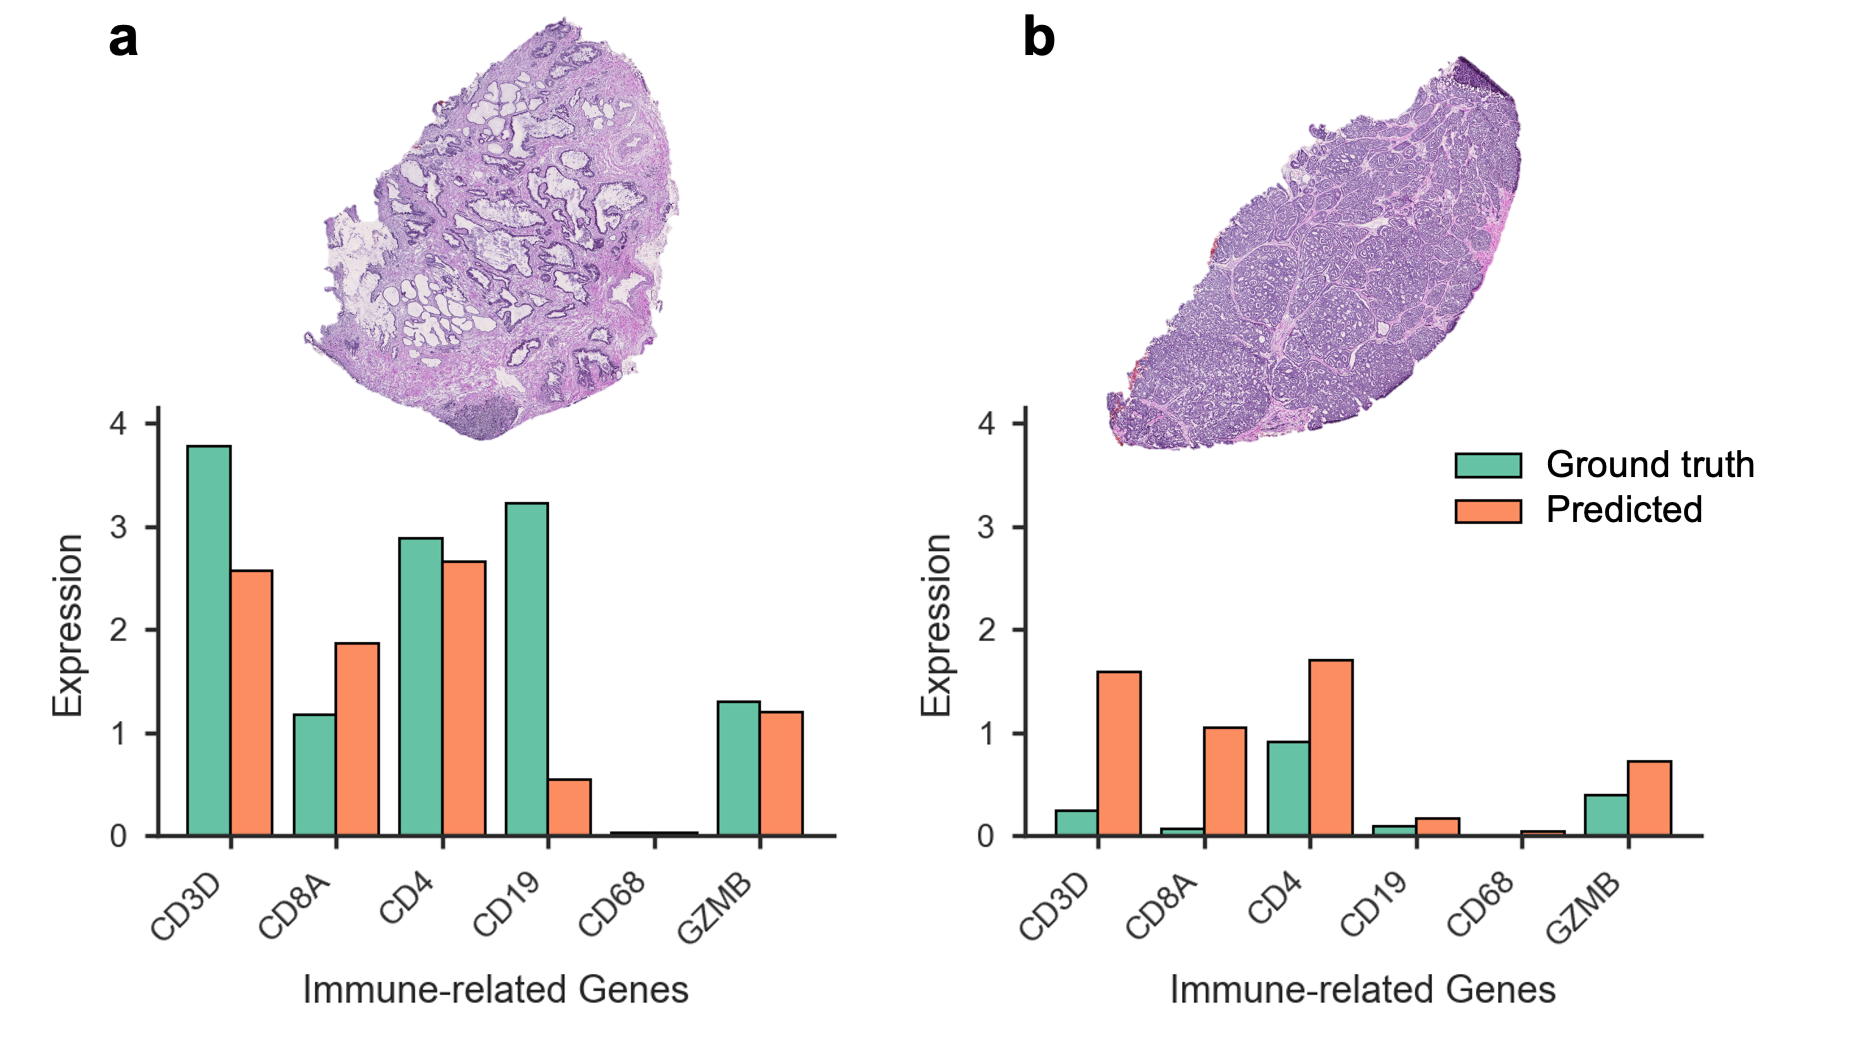 a
4
3
2
1
0
Expression
CD3D
CD8A
CD4
CD19
CD68
GZMB
Immune-related Genes
b
4
3
2
1
0
Expression
Ground truth
Predicted
CD3D
CD8A
CD4
CD19
CD68
GZMB
Immune-related Genes